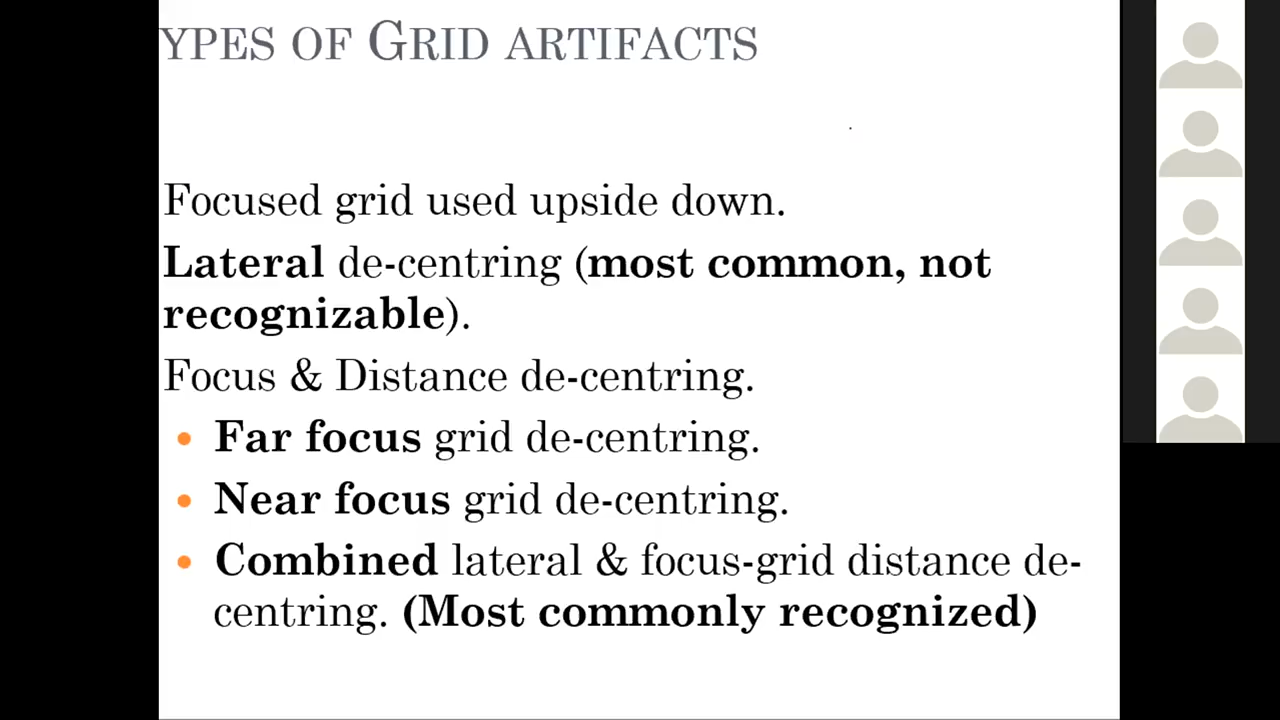 YPES OF GRID ARTIFACTS
Focused grid used upside down.
Lateral de-centring (most common, not
recognizable).
Focus & Distance de-centring.
Far focus grid de-centring.
Near focus grid de-centring.
Combined lateral & focus-grid distance de-
centring. (Most commonly recognized)